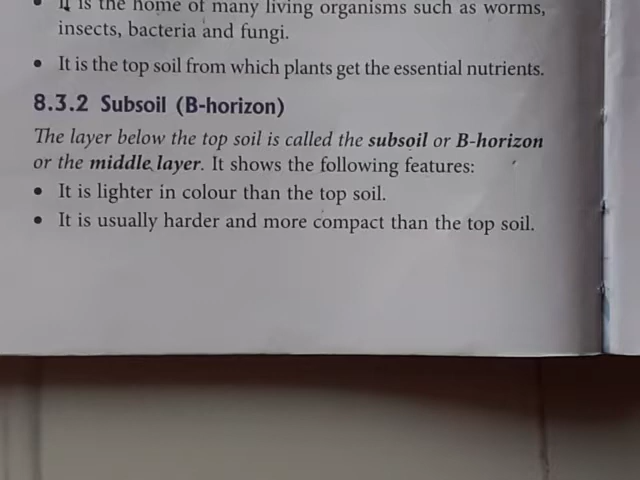 • It is the home of many living organisms such as worms,
insects, bacteria and fungi.
• It is the top soil from which plants get the essential nutrients.
8.3.2 Subsoil (B-horizon)
The layer below the top soil is called the subsoil or B-horizon
or the middle layer. It shows the following features:
• It is lighter in colour than the top soil.
• It is usually harder and more compact than the top soil.